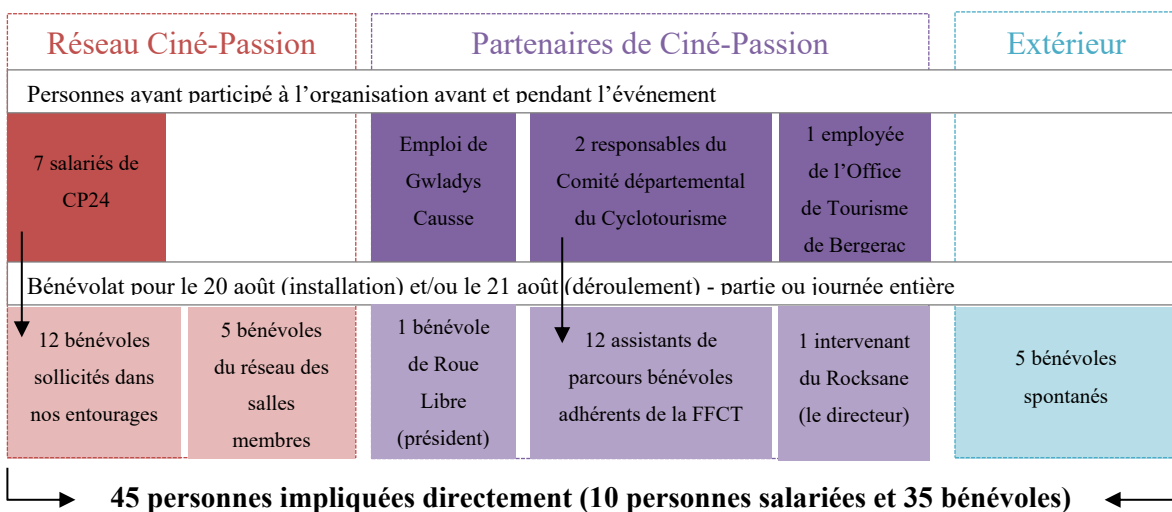 Réseau Ciné-Passion
Partenaires de Ciné-Passion
Extérieur
Personnes ayant participé à l’organisation avant et pendant l’événement
7 salariés de
CP24
Emploi de
Gwladys
Causse
2 responsables du
Comité départemental
du Cyclotourisme
1 employée
de l’Office
de Tourisme
de Bergerac
Bénévolat pour le 20 août (installation) et/ou le 21 août (déroulement) - partie ou journée entière
12 bénévoles
sollicités dans
nos entourages
5 bénévoles
du réseau des
salles
membres
1 bénévole
de Roue
Libre
(président)
12 assistants de
parcours bénévoles
adhérents de la FFCT
1 intervenant
du Rocksane
(le directeur)
5 bénévoles
spontanés
45 personnes impliquées directement (10 personnes salariées et 35 bénévoles)